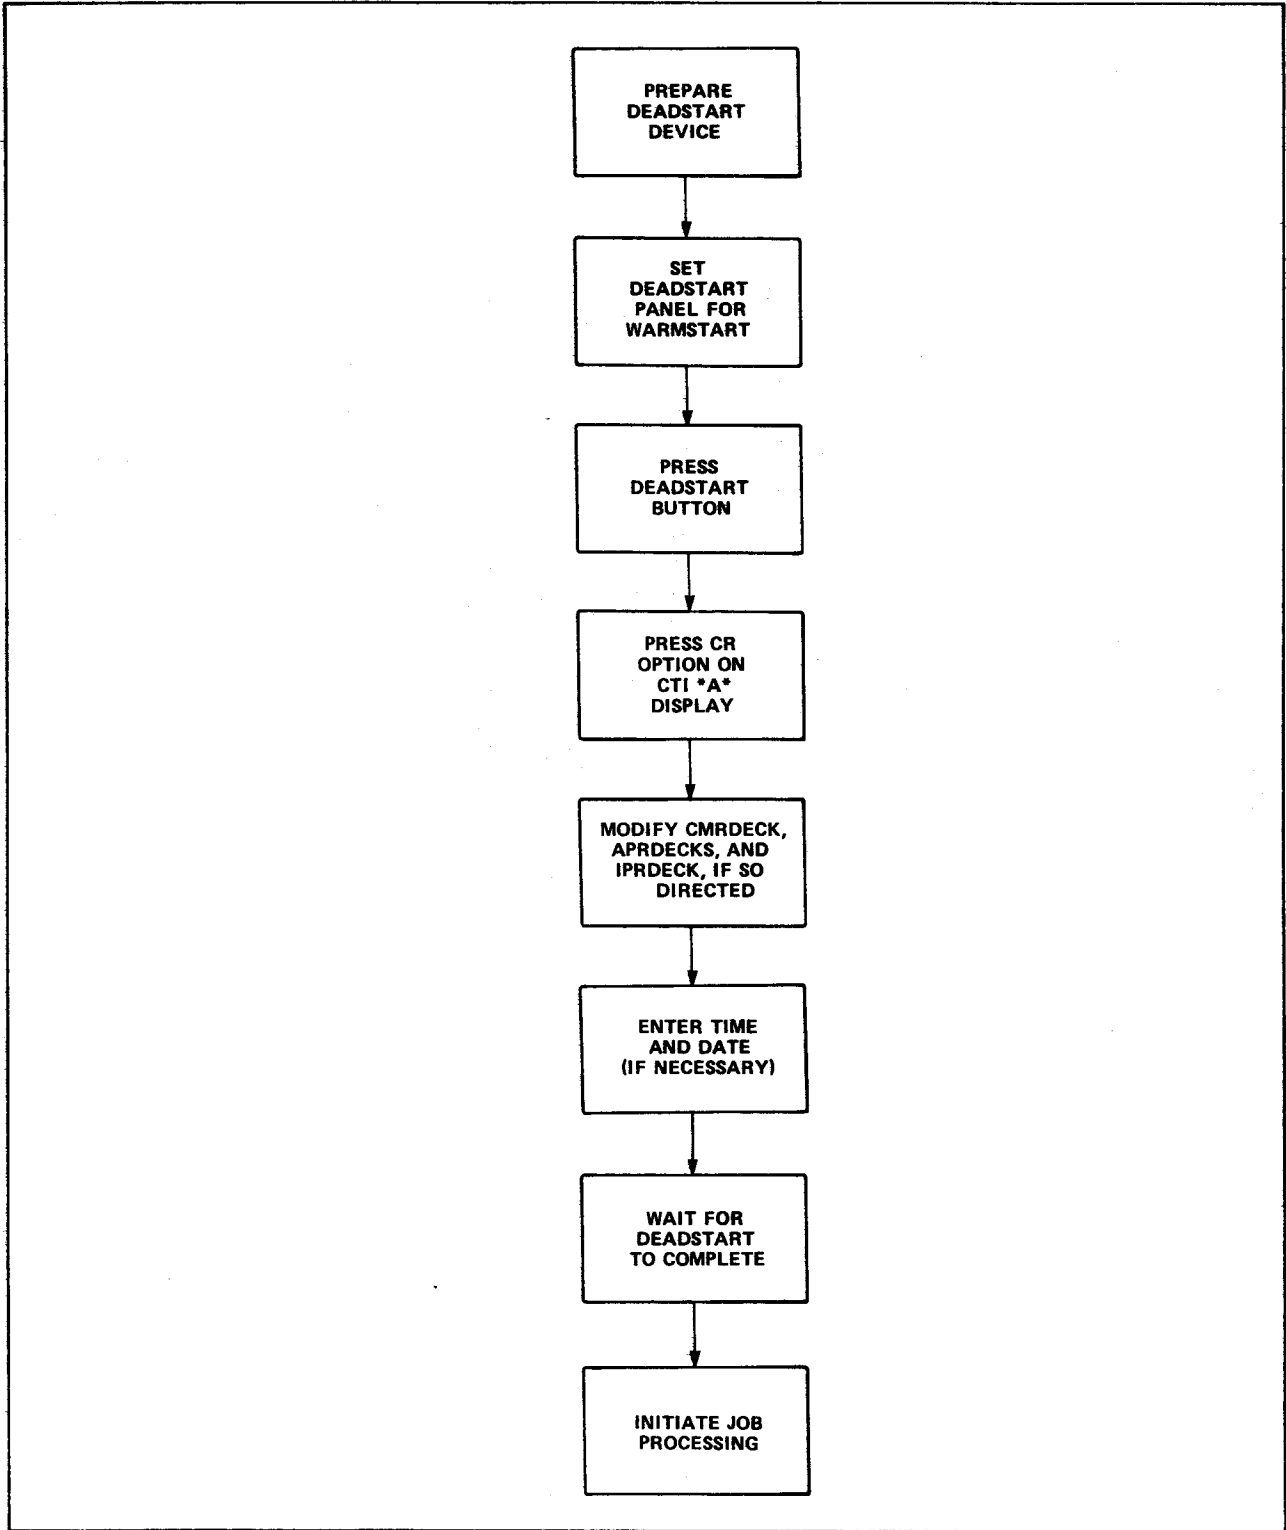 PREPARE
DEADSTART
DEVICE
SET
DEADSTART
PANEL FOR
WARMSTART
PRESS
DEADSTART
BUTTON
PRESS CR
OPTION ON
CTI *A*
DISPLAY
MODIFY CMRDECK,
APRDECKS, AND
IPRDECK, IF SO
DIRECTED
ENTER TIME
AND DATE
(IF NECESSARY)
WAIT FOR
DEADSTART
TO COMPLETE
INITIATE JOB
PROCESSING